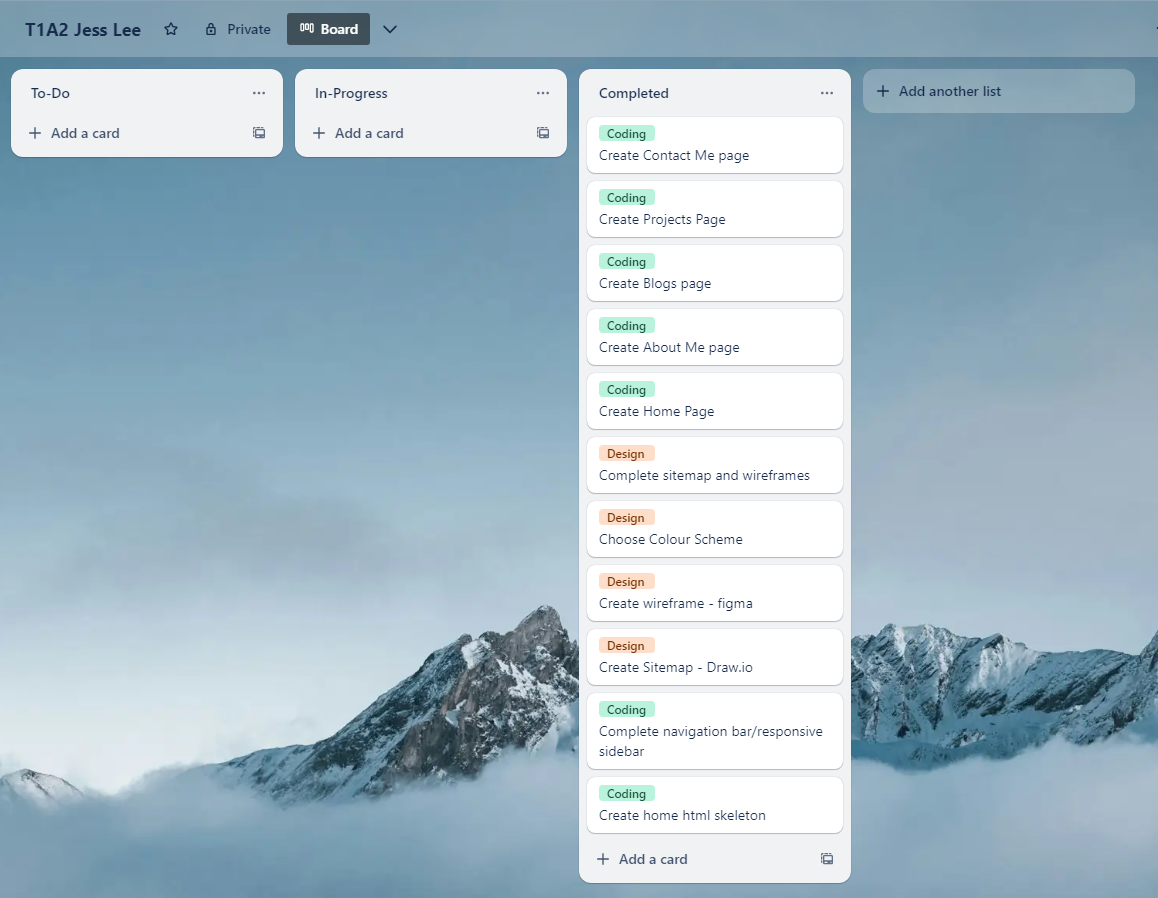 T1A2 Jess Lee
Private
Board
To-Do
Add a card
In-Progress
Add a card
Completed
Coding
Create Contact Me page
Coding
Create Projects Page
Coding
Create Blogs page
Coding
Create About Me page
Coding
Create Home Page
Design
Complete sitemap and wireframes
Design
Choose Colour Scheme
Design
Create wireframe - figma
Design
Create Sitemap - Draw.io
Coding
Complete navigation bar/responsive
sidebar
Coding
Create home html skeleton
Add a card
Add another list